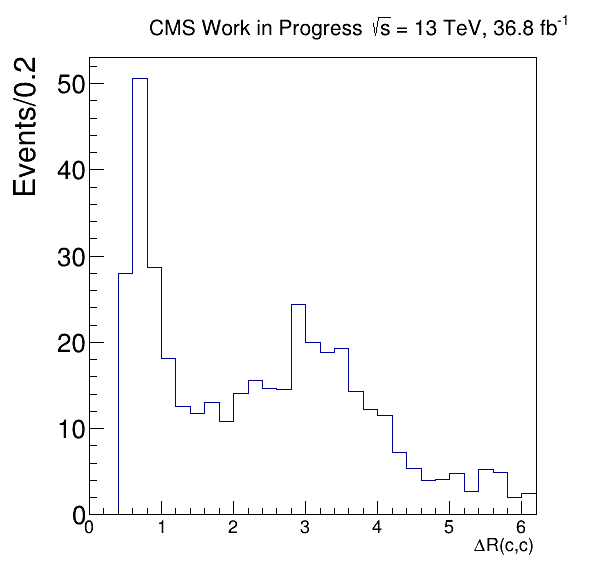 CMS Work in Progress √s = 13 TeV, 36.8 fb⁻¹
Events/0.2
50
40
30
20
10
0
0 1 2 3 4 5 6
ΔR(c,c)